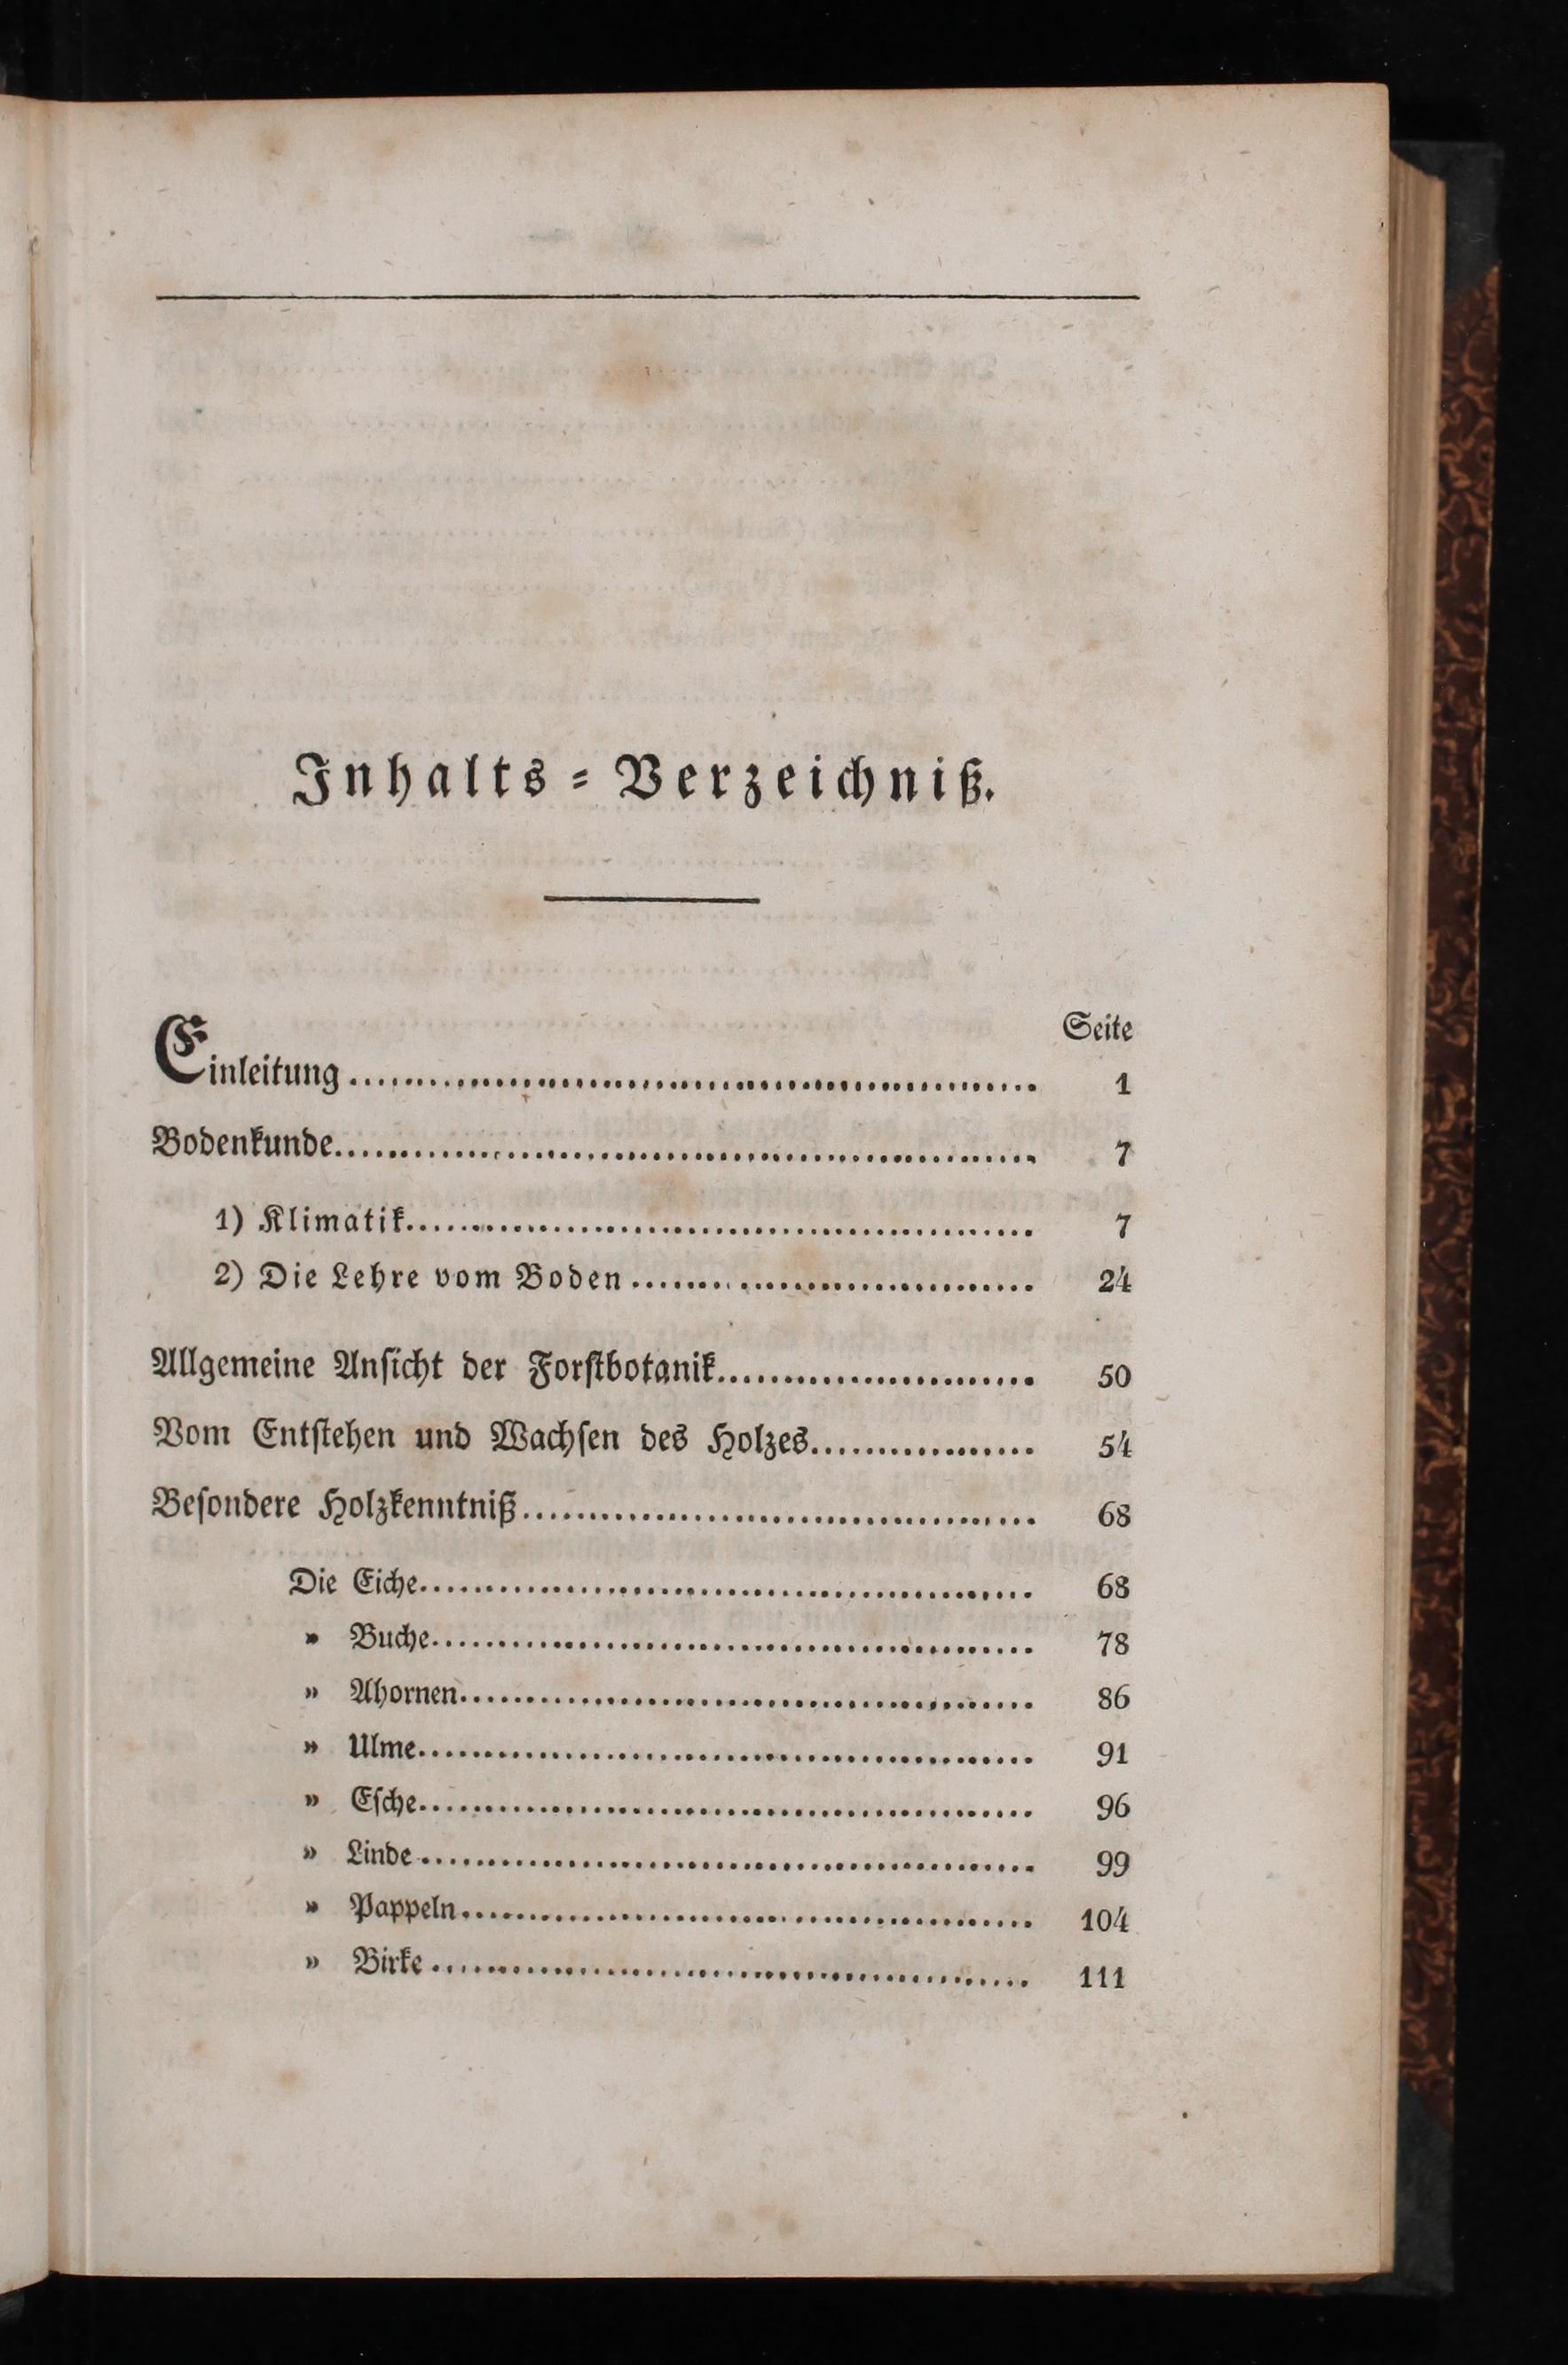 Inhalts=Verzeichniß.
Seite
Einleitung........................................ 1
Bodenkunde........................................ 7
1) Klimatik........................................ 7
2) Die Lehre vom Boden........................................ 24
Allgemeine Ansicht der Forstbotanik........................................ 50
Vom Entstehen und Wachsen des Holzes........................................ 54
Besondere Holzkenntniß........................................ 68
Die Eiche........................................ 68
» Buche........................................ 78
» Ahornen........................................ 86
» Ulme........................................ 91
» Esche........................................ 96
» Linde........................................ 99
» Pappeln........................................ 104
» Birke........................................ 111